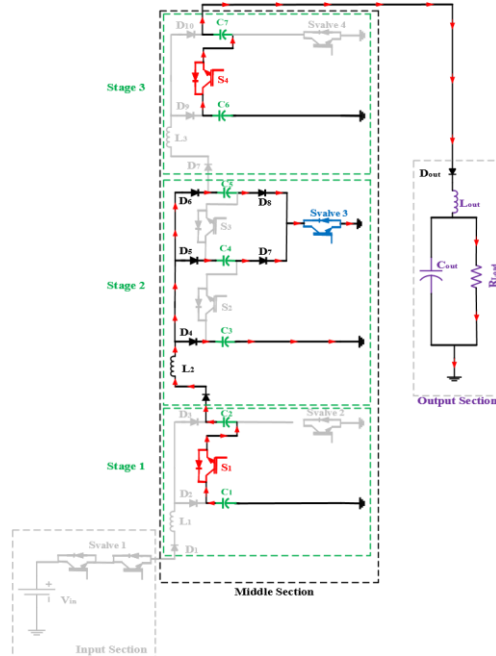 D10
C7
Svalve 4
S4
Stage 3
D9
C6
L3
D7
D6
C5
D8
Svalve 3
S3
D5
C4
D7
Stage 2
S2
D4
C3
L2
D3
C2
Svalve 2
Stage 1
S1
D2
C1
L1
D1
Svalve 1
Vin
Input Section
Middle Section
Dout
Lout
Cout
Rload
Output Section